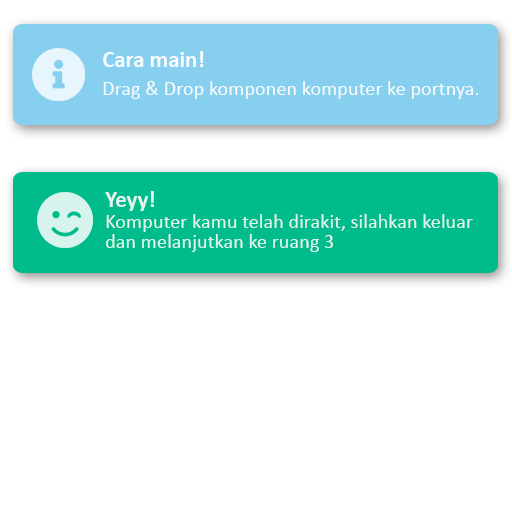 Cara main!
Drag & Drop komponen komputer ke portnya.
Yeyy!
Komputer kamu telah dirakit, silahkan keluar
dan melanjutkan ke ruang 3